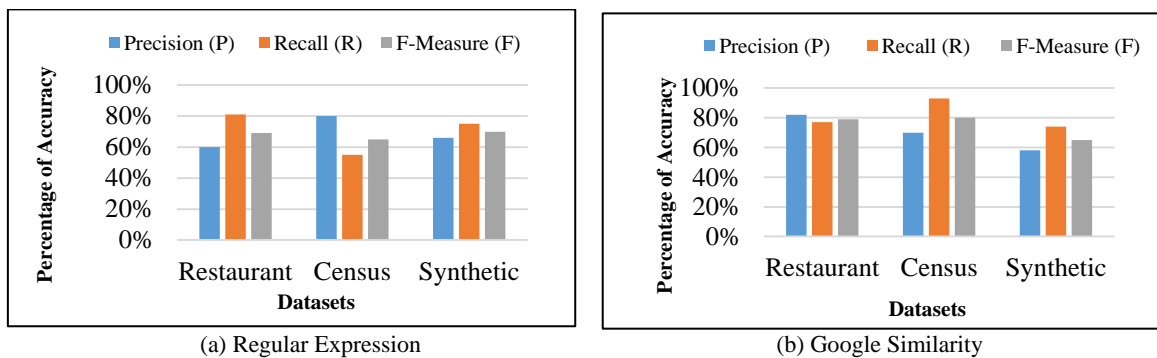 Precision (P) Recall (R) F-Measure (F)
Percentage of Accuracy
100%
80%
60%
40%
20%
0%
Restaurant Census Synthetic
Datasets
(a) Regular Expression
Precision (P) Recall (R) F-Measure (F)
Percentage of Accuracy
100%
80%
60%
40%
20%
0%
Restaurant Census Synthetic
Datasets
(b) Google Similarity